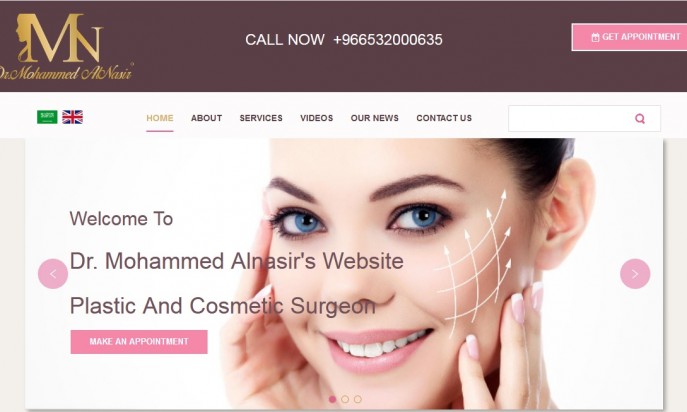 MN
Dr.Mohammed AlNasir
CALL NOW +966532000635
GET APPOINTMENT
HOME ABOUT SERVICES VIDEOS OUR NEWS CONTACT US
Welcome To
Dr. Mohammed Alnasir's Website
Plastic And Cosmetic Surgeon
MAKE AN APPOINTMENT